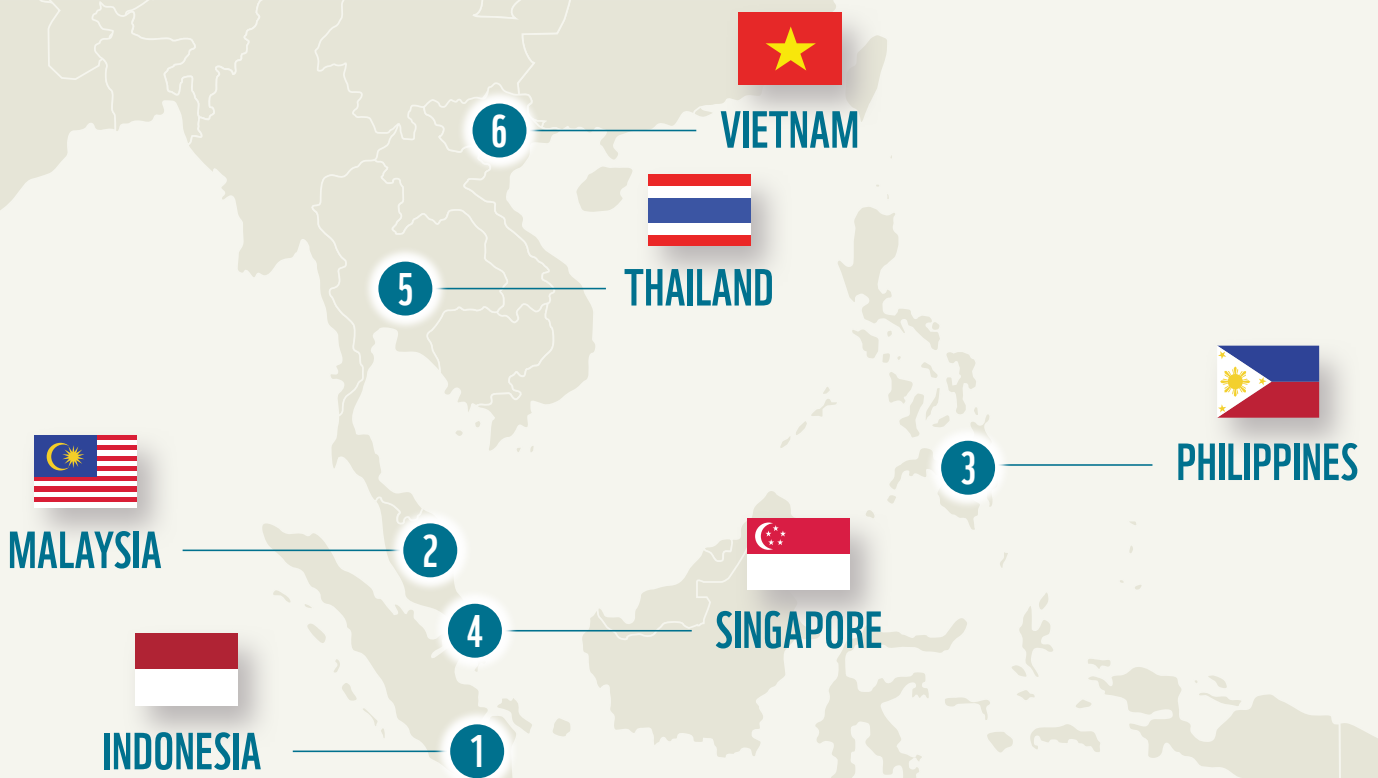 6
VIETNAM
5
THAILAND
3
PHILIPPINES
MALAYSIA
2
4
SINGAPORE
INDONESIA
1